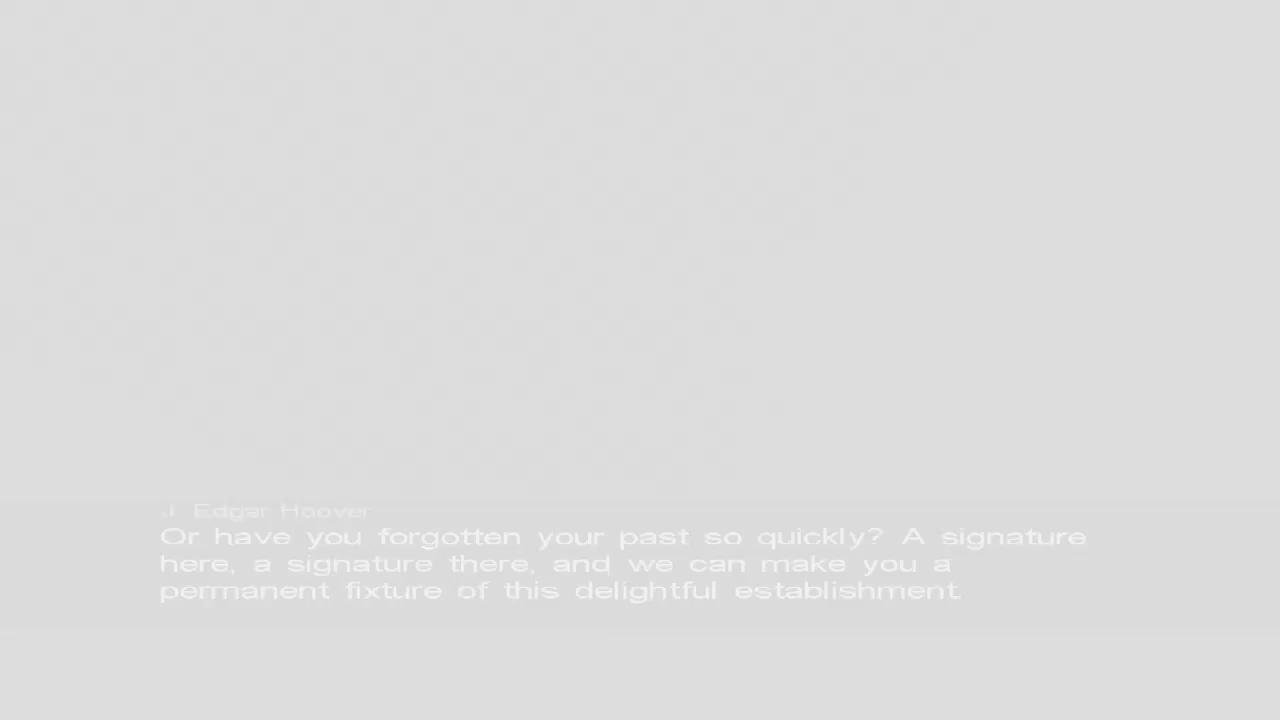 J. Edgar Hoover
Or have you forgotten your past so quickly? A signature
here, a signature there, and we can make you a
permanent fixture of this delightful establishment.